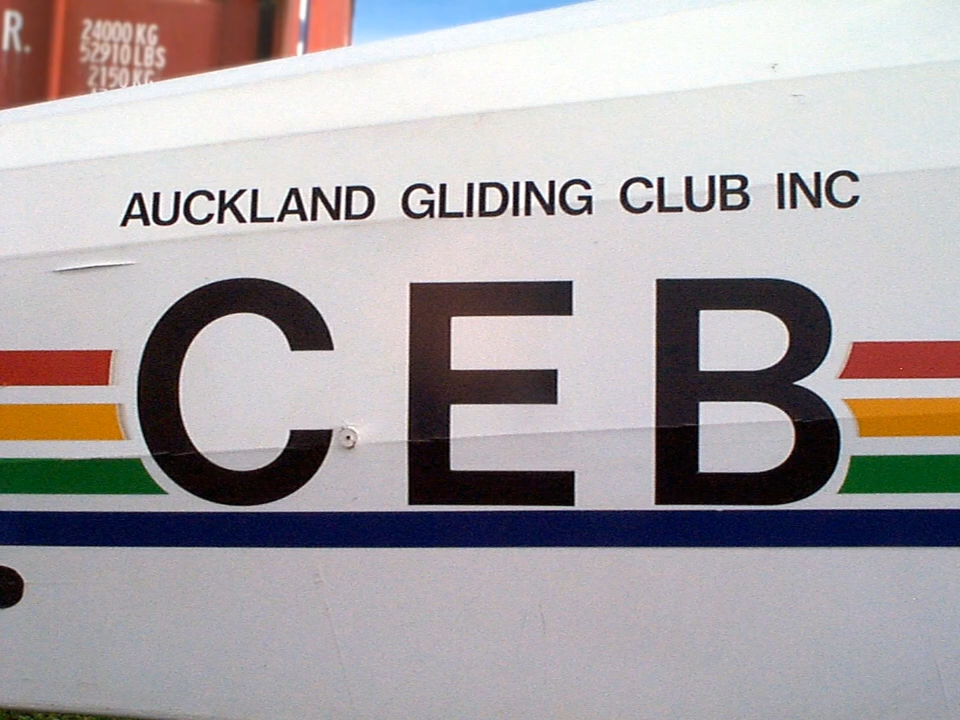 R.
24000 KG
52910 LBS
2150 KG
AUCKLAND GLIDING CLUB INC
CEB